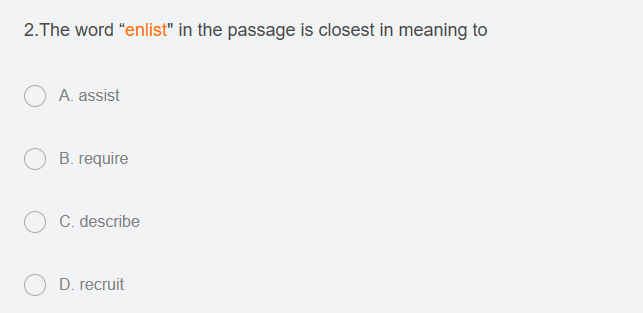 2.The word “enlist" in the passage is closest in meaning to
A. assist
B. require
C. describe
D. recruit